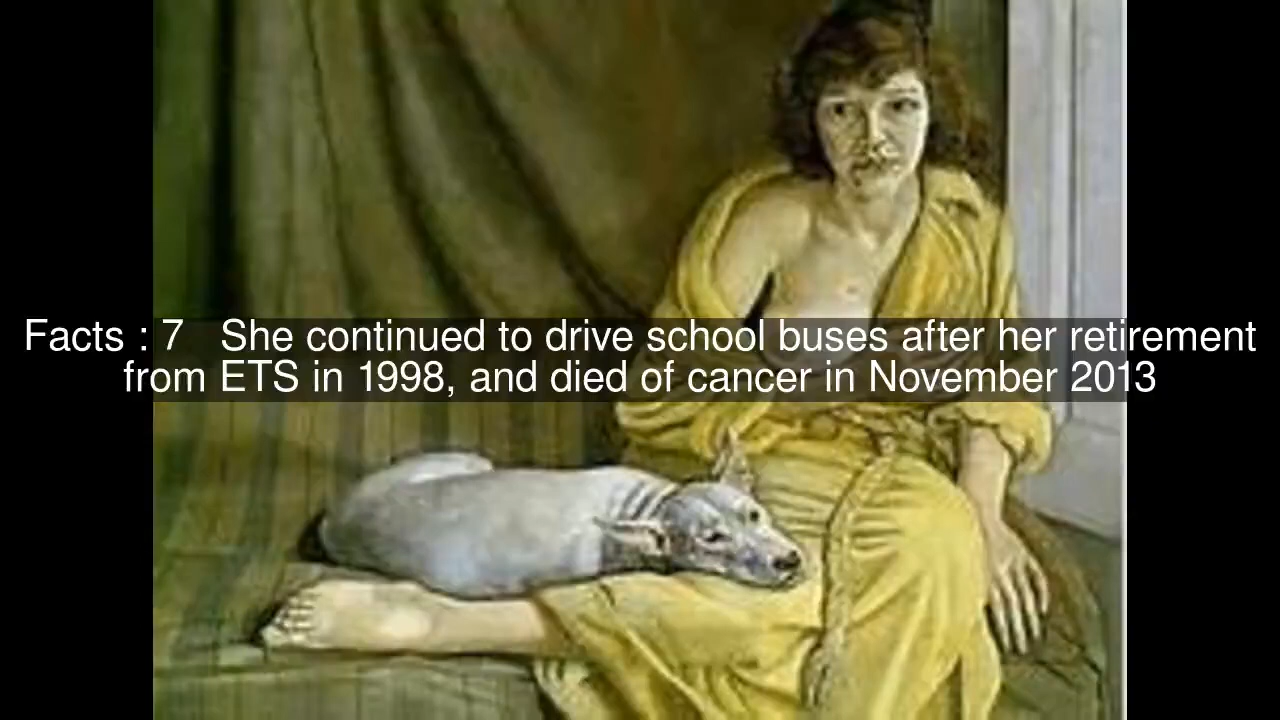 Facts : 7 She continued to drive school buses after her retirement
from ETS in 1998, and died of cancer in November 2013